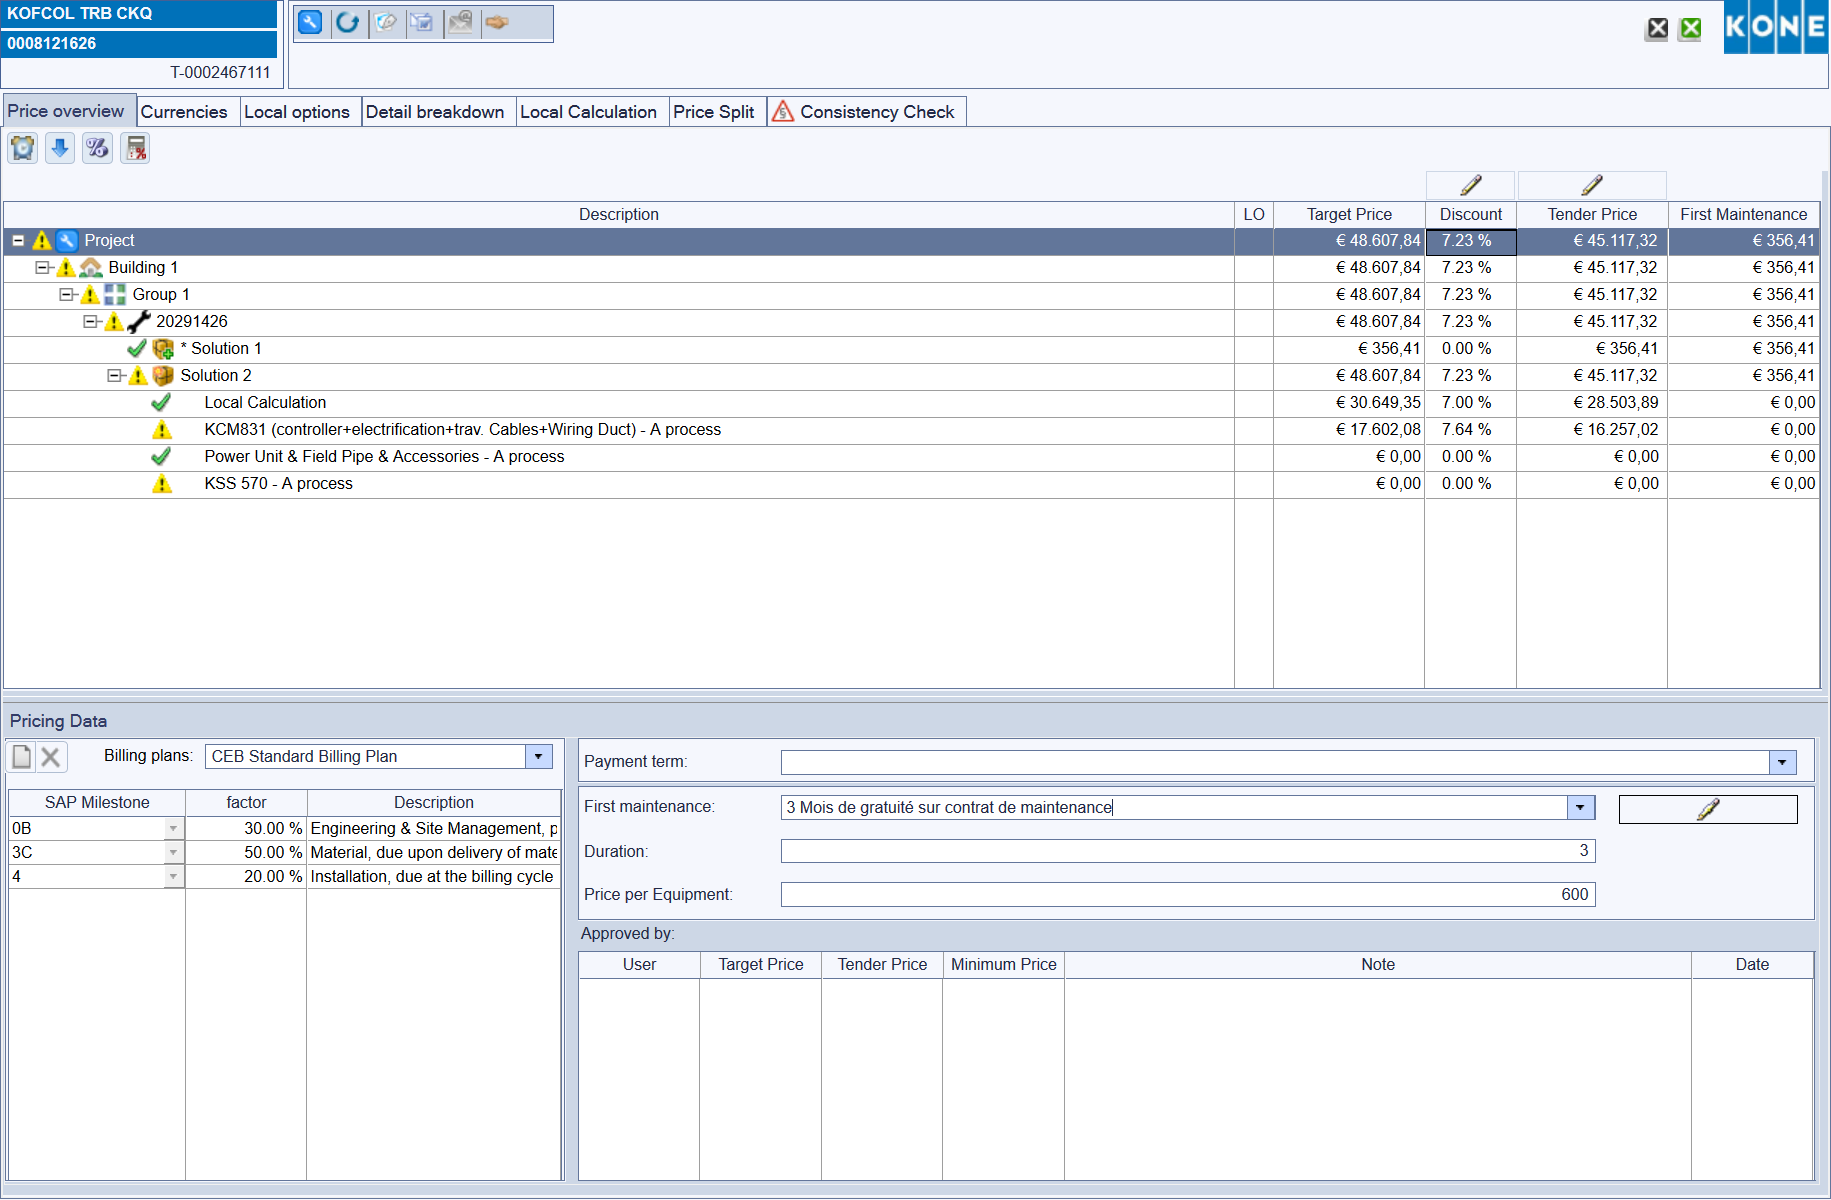 KOFCOL TRB CKQ
0008121626
T-0002467111
KONE
Price overview Currencies Local options Detail breakdown Local Calculation Price Split Consistency Check
Description LO Target Price Discount Tender Price First Maintenance
Project € 48.607,84 7.23 % € 45.117,32 € 356,41
Building 1 € 48.607,84 7.23 % € 45.117,32 € 356,41
Group 1 € 48.607,84 7.23 % € 45.117,32 € 356,41
20291426 € 48.607,84 7.23 % € 45.117,32 € 356,41
* Solution 1 € 356,41 0.00 % € 356,41 € 356,41
Solution 2 € 48.607,84 7.23 % € 45.117,32 € 356,41
Local Calculation € 30.649,35 7.00 % € 28.503,89 € 0,00
KCM831 (controller+electrification+trav. Cables+Wiring Duct) - A process € 17.602,08 7.64 % € 16.257,02 € 0,00
Power Unit & Field Pipe & Accessories - A process € 0,00 0.00 % € 0,00 € 0,00
KSS 570 - A process € 0,00 0.00 % € 0,00 € 0,00
Pricing Data
Billing plans: CEB Standard Billing Plan
SAP Milestone factor Description
0B 30.00 % Engineering & Site Management, p
3C 50.00 % Material, due upon delivery of mate
4 20.00 % Installation, due at the billing cycle
Payment term:
First maintenance: 3 Mois de gratuité sur contrat de maintenance
Duration: 3
Price per Equipment: 600
Approved by:
User Target Price Tender Price Minimum Price Note Date